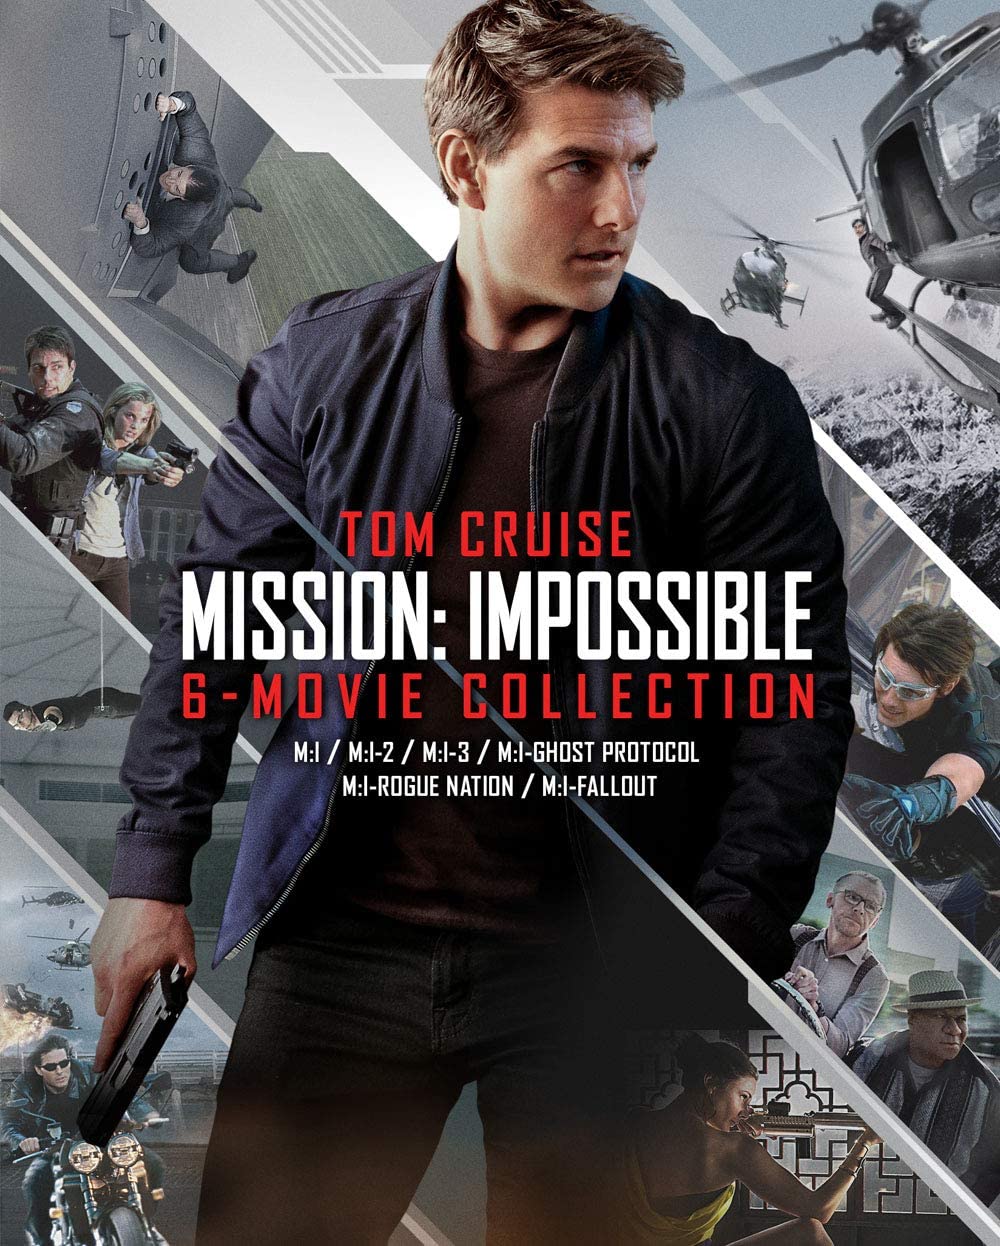 TOM CRUISE
MISSION: IMPOSSIBLE
6-MOVIE COLLECTION
M:I / M:I-2 / M:I-3 / M:I-GHOST PROTOCOL
M:I-ROGUE NATION / M:I-FALLOUT